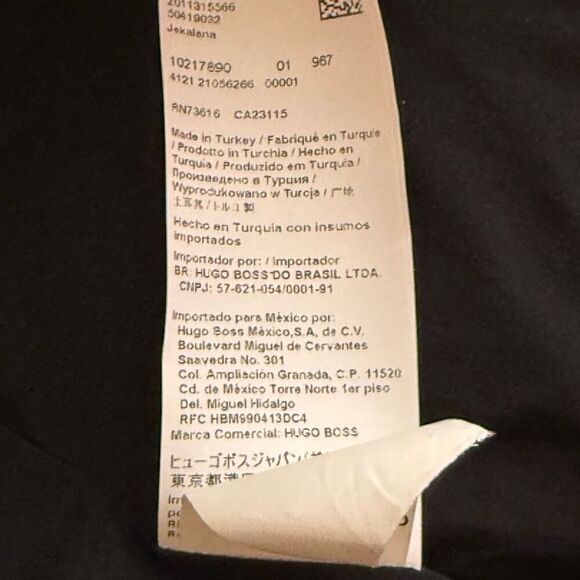 2011315566
50419032
Jekalana
10217890 01 967
4121 21056266 00001
RN73616 CA23115
Made in Turkey / Fabriqué en Turquie
/ Prodotto in Turchia / Hecho en
Turquía / Produzido em Turquia /
Произведено в Турции /
Wyprodukowano w Turcja / 产地
土耳其 / トルコ製
Hecho en Turquía con insumos
importados
Importador por: / Importador
BR: HUGO BOSS DO BRASIL LTDA.
CNPJ: 57-621-054/0001-91
Importado para México por:
Hugo Boss México,S.A, de C.V.
Boulevard Miguel de Cervantes
Saavedra No. 301
Col. Ampliación Granada, C.P. 11520
Cd. de México Torre Norte 1er piso
Del. Miguel Hidalgo
RFC HBM990413DC4
Marca Comercial: HUGO BOSS
ヒューゴボスジャパン
東京都港